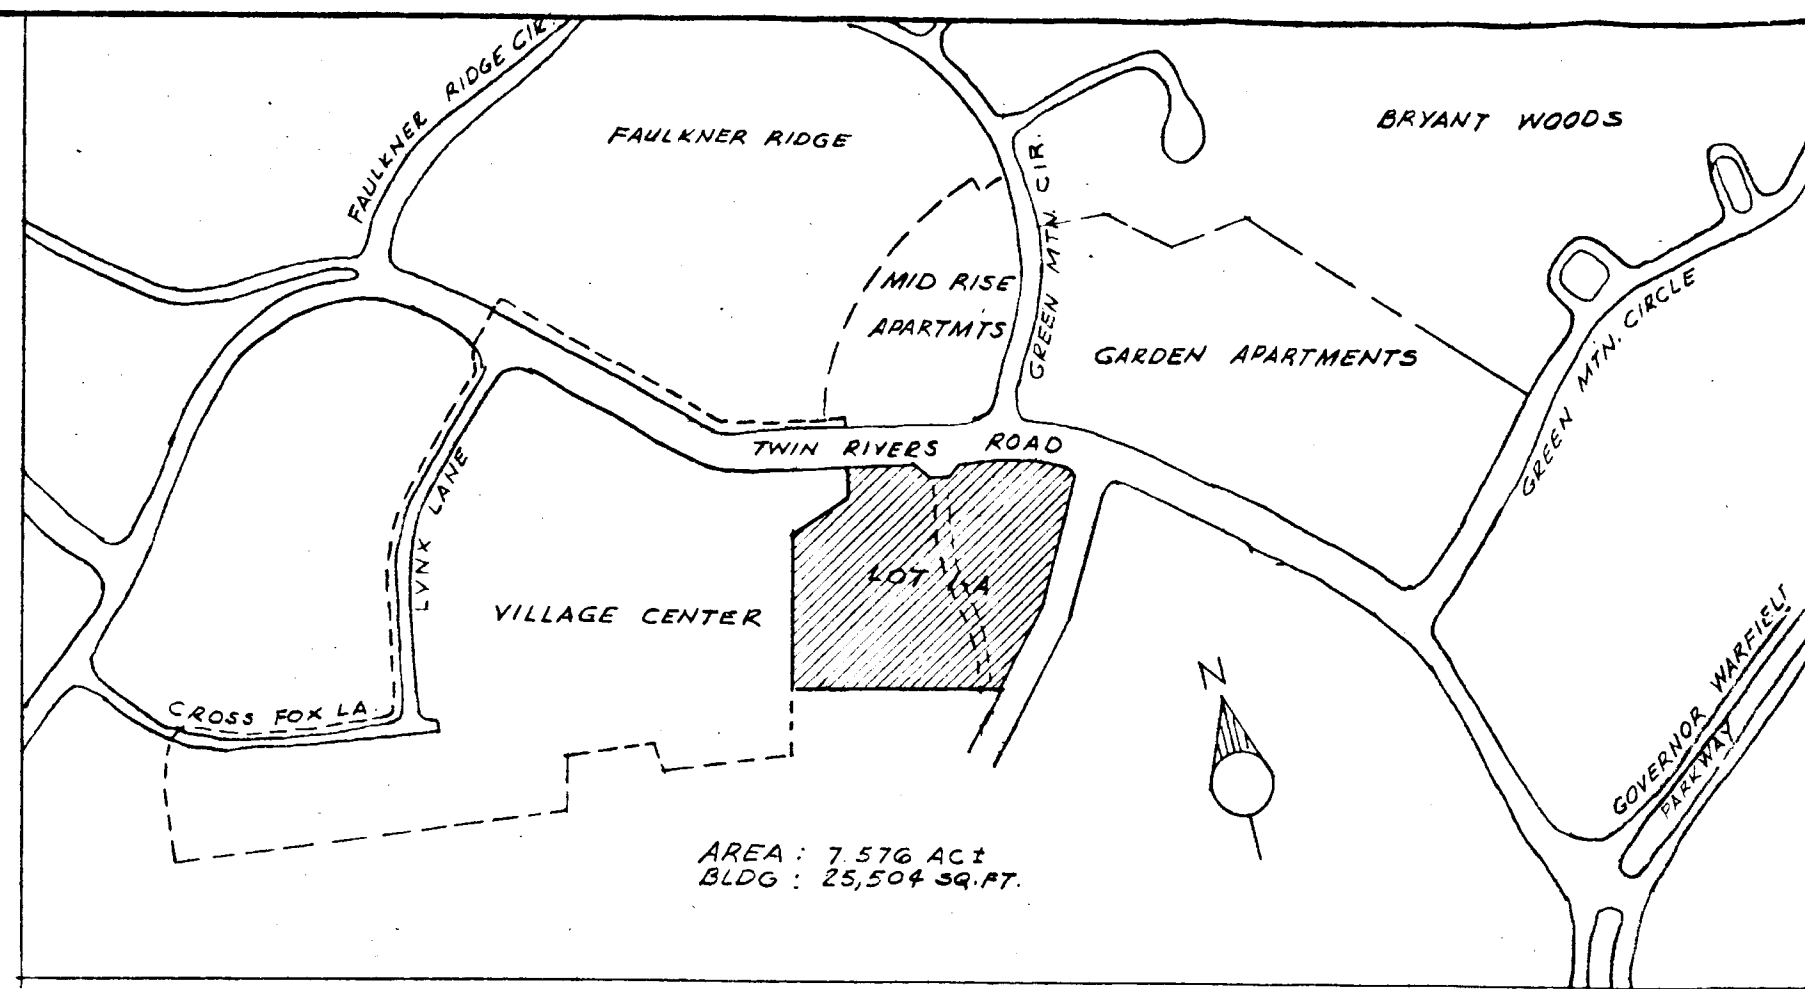 FAULKNER RIDGE CIR.
FAULKNER RIDGE
BRYANT WOODS
GREEN MTN. CIR.
MID RISE
APARTMTS
GARDEN APARTMENTS
GREEN MTN. CIRCLE
TWIN RIVERS ROAD
LYNX LANE
VILLAGE CENTER
LOT
A
CROSS FOX LA.
N
GOVERNOR WARFIELD
PARKWAY
AREA : 7.576 AC ±
BLDG : 25,504 SQ.FT.